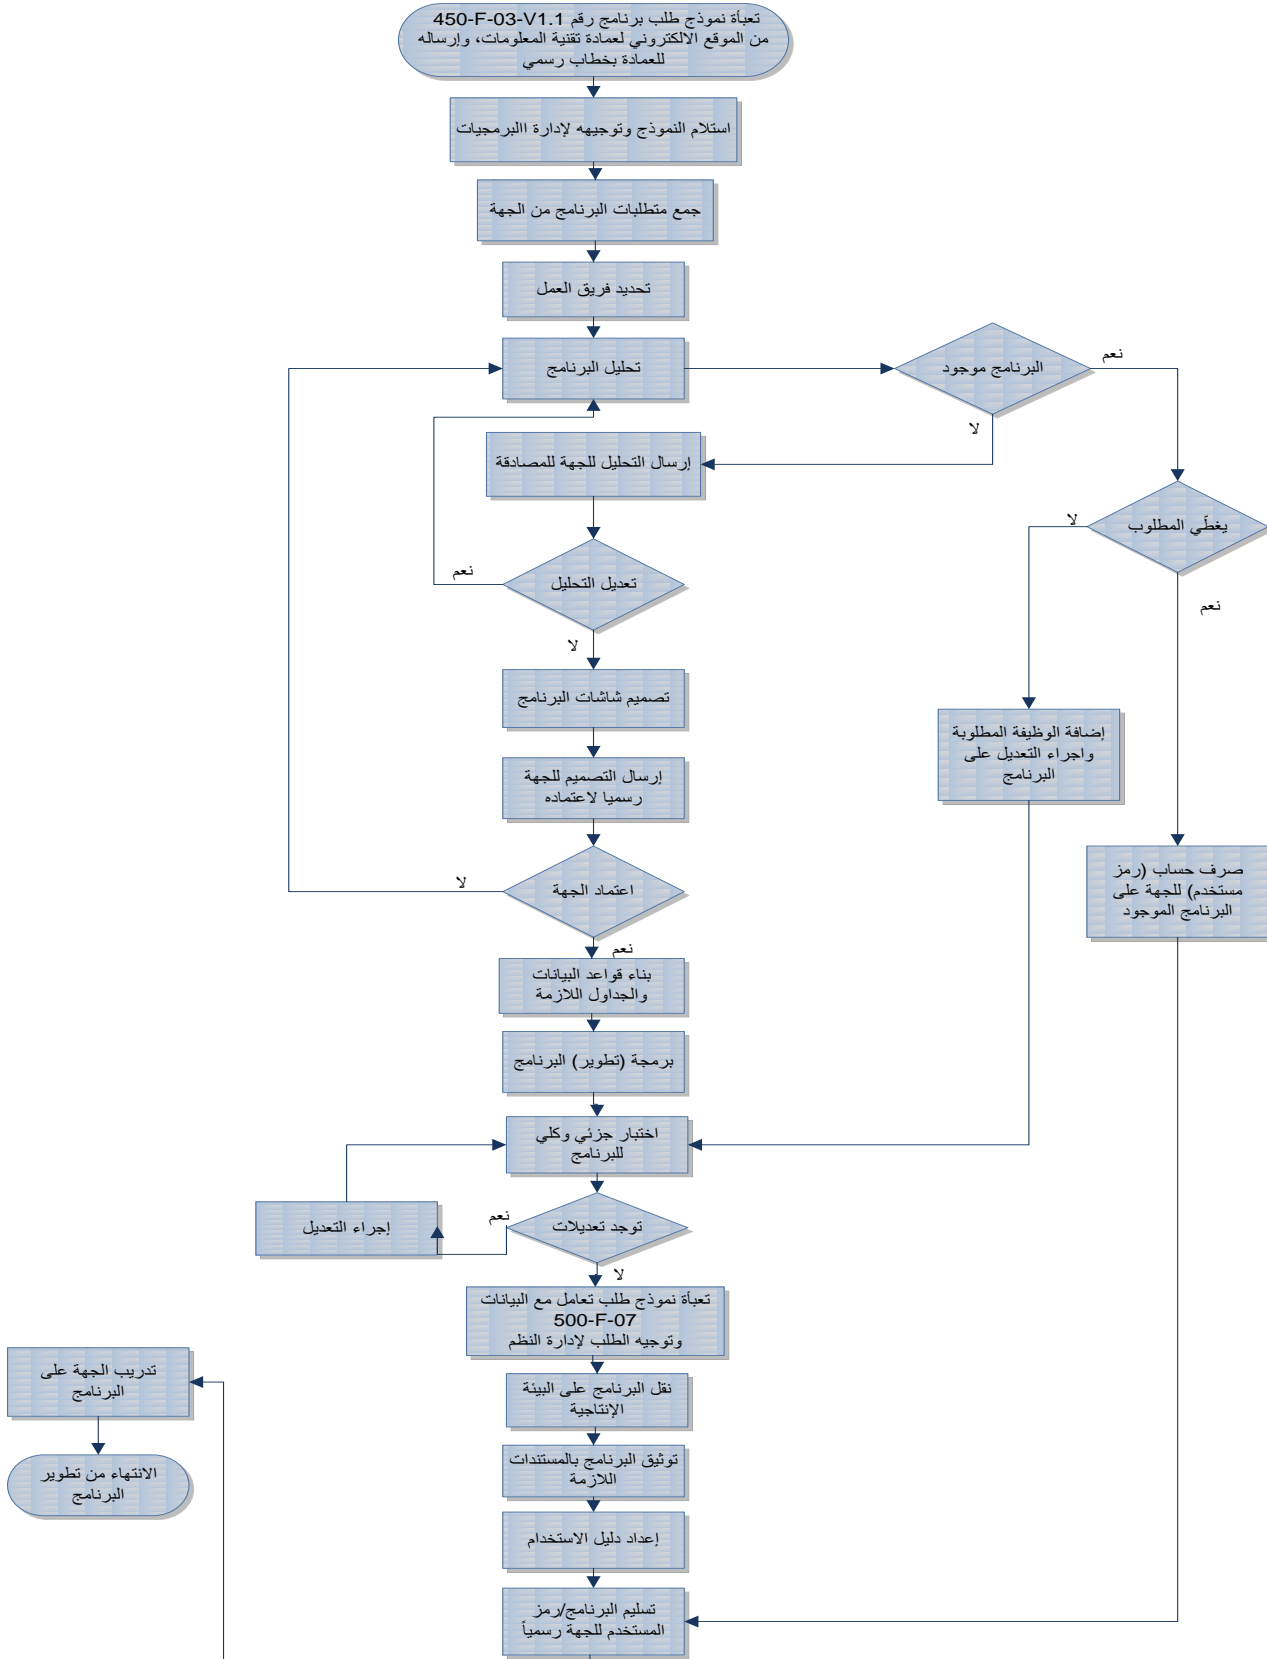 تعبأة نموذج طلب برنامج رقم 450-F-03-V1.1
من الموقع الالكتروني لعمادة تقنية المعلومات، وإرساله
للعمادة بخطاب رسمي
استلام النموذج وتوجيهه لإدارة االبرمجيات
جمع متطلبات البرنامج من الجهة
تحديد فريق العمل
تحليل البرنامج
البرنامج موجود
نعم
لا
إرسال التحليل للجهة للمصادقة
يغطّي المطلوب
لا
نعم
تعديل التحليل
نعم
لا
تصميم شاشات البرنامج
إضافة الوظيفة المطلوبة
واجراء التعديل على
البرنامج
إرسال التصميم للجهة
رسميا لاعتماده
صرف حساب (رمز
مستخدم) للجهة على
البرنامج الموجود
اعتماد الجهة
لا
نعم
بناء قواعد البيانات
والجداول اللازمة
برمجة (تطوير) البرنامج
اختبار جزئي وكلي
للبرنامج
توجد تعديلات
نعم
إجراء التعديل
لا
تعبأة نموذج طلب تعامل مع البيانات
500-F-07
وتوجيه الطلب لإدارة النظم
نقل البرنامج على البيئة
الإنتاجية
توثيق البرنامج بالمستندات
اللازمة
إعداد دليل الاستخدام
تسليم البرنامج/رمز
المستخدم للجهة رسمياً
تدريب الجهة على
البرنامج
الانتهاء من تطوير
البرنامج